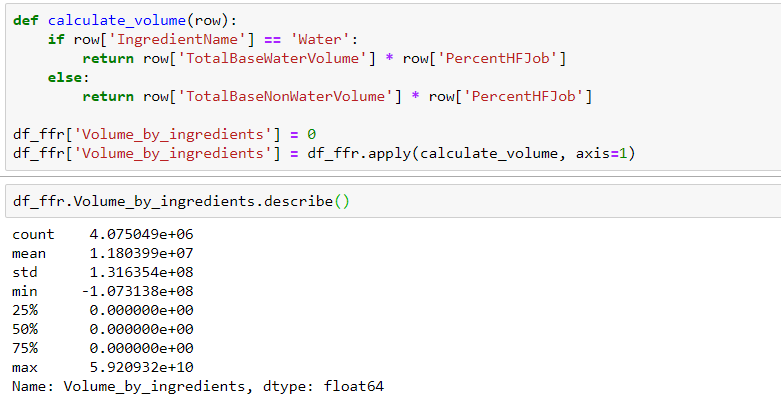 def calculate_volume(row):
    if row['IngredientName'] == 'Water':
        return row['TotalBaseWaterVolume'] * row['PercentHFJob']
    else:
        return row['TotalBaseNonWaterVolume'] * row['PercentHFJob']
df_ffr['Volume_by_ingredients'] = 0
df_ffr['Volume_by_ingredients'] = df_ffr.apply(calculate_volume, axis=1)
df_ffr.Volume_by_ingredients.describe()
count    4.075049e+06
mean     1.180399e+07
std      1.316354e+08
min     -1.073138e+08
25%      0.000000e+00
50%      0.000000e+00
75%      0.000000e+00
max      5.920932e+10
Name: Volume_by_ingredients, dtype: float64